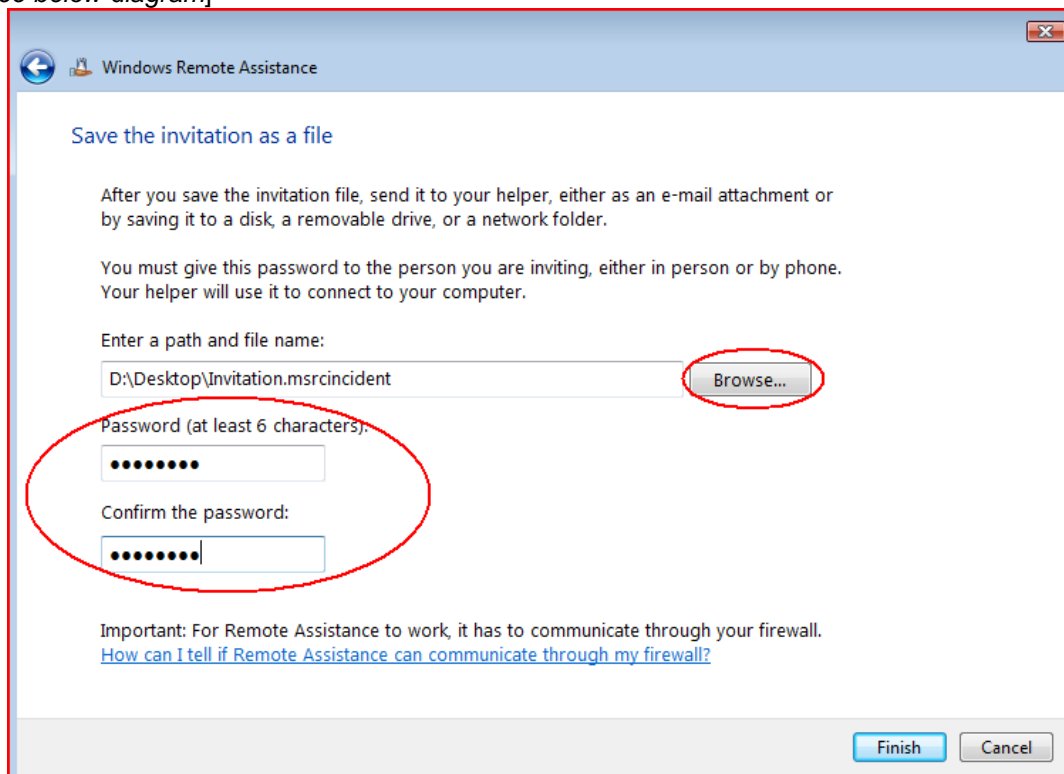 below diagram]
Windows Remote Assistance
Save the invitation as a file
After you save the invitation file, send it to your helper, either as an e-mail attachment or
by saving it to a disk, a removable drive, or a network folder.
You must give this password to the person you are inviting, either in person or by phone.
Your helper will use it to connect to your computer.
Enter a path and file name:
D:\Desktop\Invitation.msrcincident
Browse...
Password (at least 6 characters):
••••••••
Confirm the password:
••••••••
Important: For Remote Assistance to work, it has to communicate through your firewall.
How can I tell if Remote Assistance can communicate through my firewall?
Finish Cancel